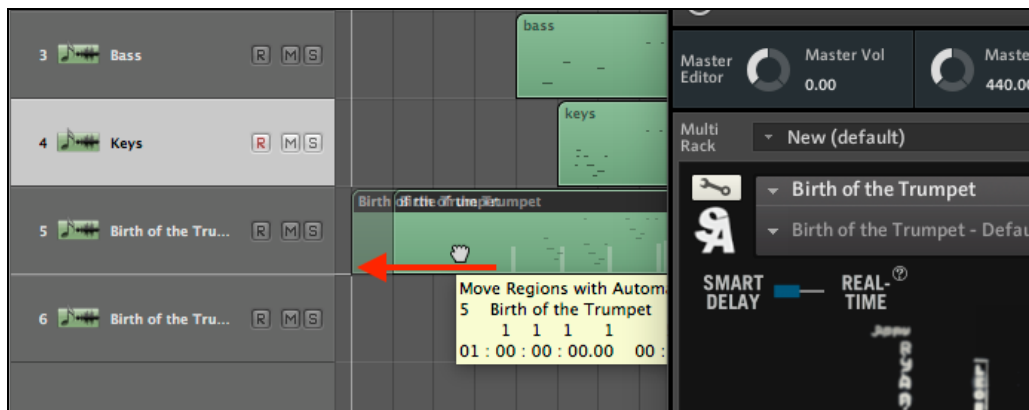 3 Bass R M S
bass
4 Keys R M S
keys
5 Birth of the Tru... R M S
Birth of the Trumpet
6 Birth of the Tru... R M S
Move Regions with Automa
5 Birth of the Trumpet
1 1 1 1
01 : 00 : 00 : 00.00 00 :
Master
Editor
Master Vol
0.00
Maste
440.00
Multi
Rack
New (default)
Birth of the Trumpet
SA
Birth of the Trumpet - Defau
SMART
DELAY
REAL-
TIME
?